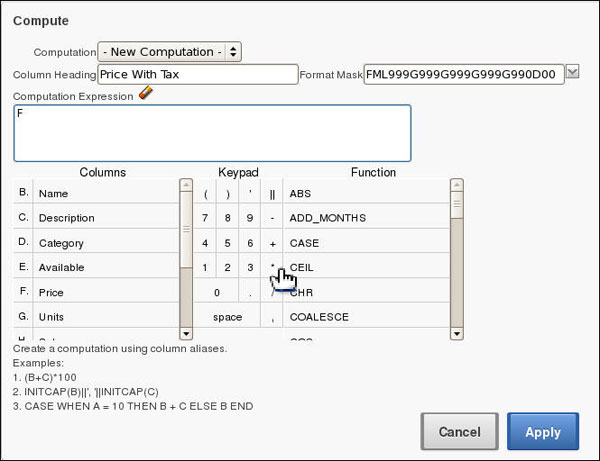 Compute
Computation - New Computation -
Column Heading Price With Tax Format Mask FML999G999G999G999G990D00
Computation Expression
F
Columns Keypad Function
B. Name ( ) ' || ABS
C. Description 7 8 9 - ADD_MONTHS
D. Category 4 5 6 + CASE
E. Available 1 2 3 * CEIL
F. Price 0 . / CHR
G. Units space , COALESCE
Create a computation using column aliases.
Examples:
1. (B+C)*100
2. INITCAP(B)||', '||INITCAP(C)
3. CASE WHEN A = 10 THEN B + C ELSE B END
Cancel Apply